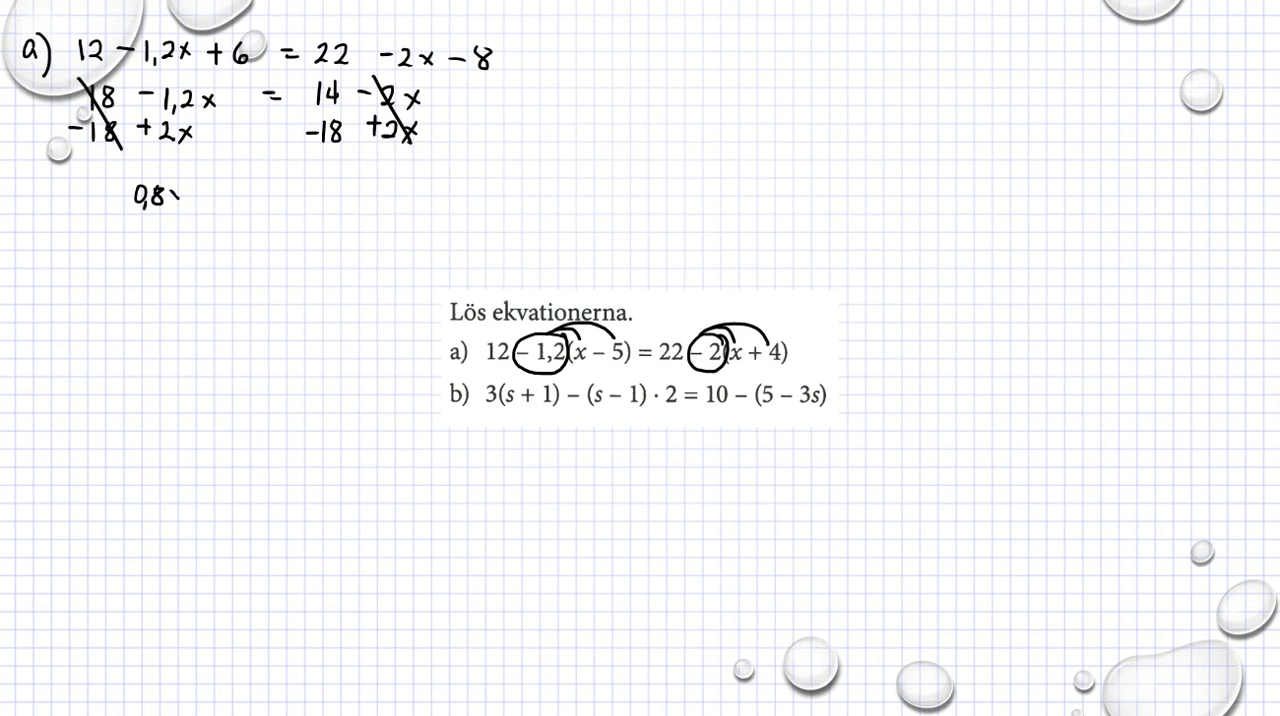 a) 12 - 1,2x + 6 = 22 - 2x - 8
18 - 1,2x = 14 - 2x
-18 + 2x -18 + 2x
0,8
Lös ekvationerna.
a) 12 – 1,2(x – 5) = 22 – 2(x + 4)
b) 3(s + 1) – (s – 1) · 2 = 10 – (5 – 3s)